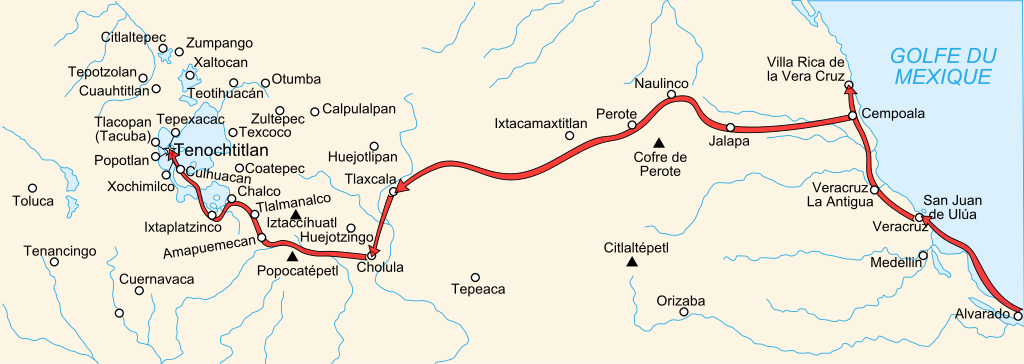 Citlaltepec
Zumpango
Xaltocan
Tepotzolan
Cuauhtitlan
Teotihuacán
Otumba
Zultepec
Calpulalpan
Tlacopan
(Tacuba)
Tepexacac
Texcoco
Tenochtitlan
Popotlan
Culhuacan
Coatepec
Xochimilco
Chalco
Huejotlipan
Tlaxcala
Tlalmanalco
Ixtaplatzinco
Iztaccíhuatl
Huejotzingo
Amapuemecan
Popocatépetl
Cholula
Toluca
Tenancingo
Cuernavaca
Tepeaca
Ixtacamaxtitlan
Perote
Naulinco
Cofre de
Perote
Jalapa
Villa Rica de
la Vera Cruz
GOLFE DU
MEXIQUE
Cempoala
Veracruz
La Antigua
San Juan
de Ulúa
Veracruz
Medellin
Citlaltépetl
Orizaba
Alvarado